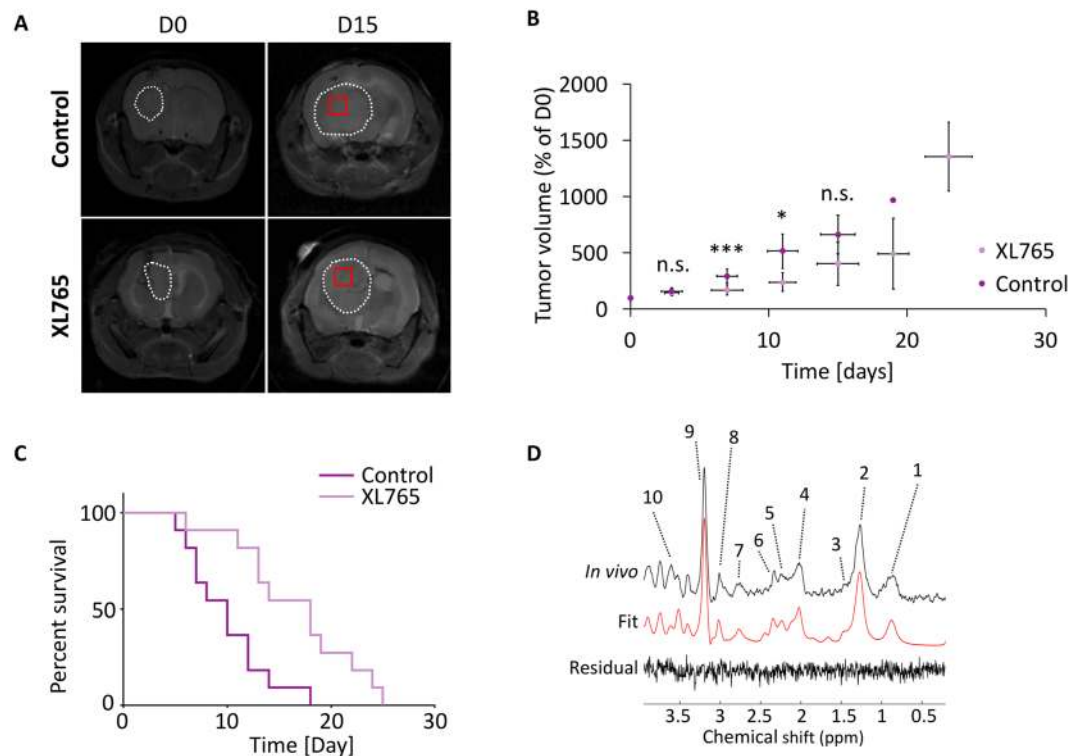 A
D0
D15
Control
XL765
B
Tumor volume (% of D0)
2000
1500
1000
500
0
n.s.
***
*
n.s.
XL765
Control
0
10
20
30
Time [days]
C
Control
XL765
Percent survival
100
50
0
0
10
20
30
Time [Day]
D
9
8
2
1
10
7
6
5
4
3
In vivo
Fit
Residual
3.5
3
2.5
2
1.5
1
0.5
Chemical shift (ppm)